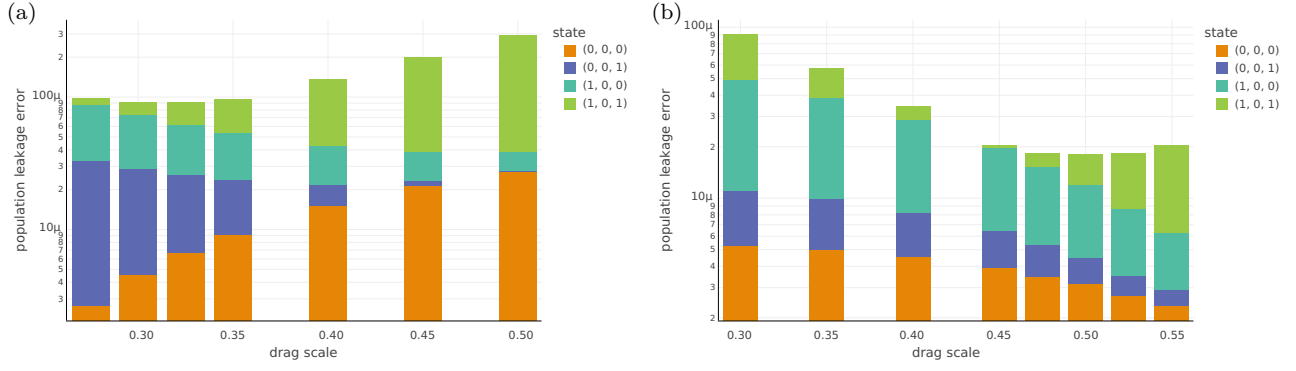 (a)
population leakage error
3
2
100μ
9
8
7
6
5
4
3
2
10μ
9
8
7
6
5
4
3
0.30
0.35
0.40
0.45
0.50
drag scale
state
(0, 0, 0)
(0, 0, 1)
(1, 0, 0)
(1, 0, 1)
(b)
population leakage error
100μ
9
8
7
6
5
4
3
2
10μ
9
8
7
6
5
4
3
2
0.30
0.35
0.40
0.45
0.50
0.55
drag scale
state
(0, 0, 0)
(0, 0, 1)
(1, 0, 0)
(1, 0, 1)